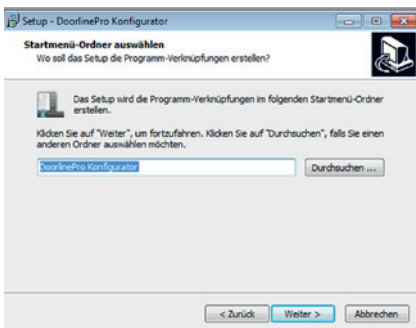 Setup - DoorlinePro Konfigurator
Startmenü-Ordner auswählen
Wo soll das Setup die Programm-Verknüpfungen erstellen?
Das Setup wird die Programm-Verknüpfungen im folgenden Startmenü-Ordner
erstellen.
Klicken Sie auf "Weiter", um fortzufahren. Klicken Sie auf "Durchsuchen", falls Sie einen
anderen Ordner auswählen möchten.
DoorlinePro Konfigurator
Durchsuchen ...
< Zurück
Weiter >
Abbrechen